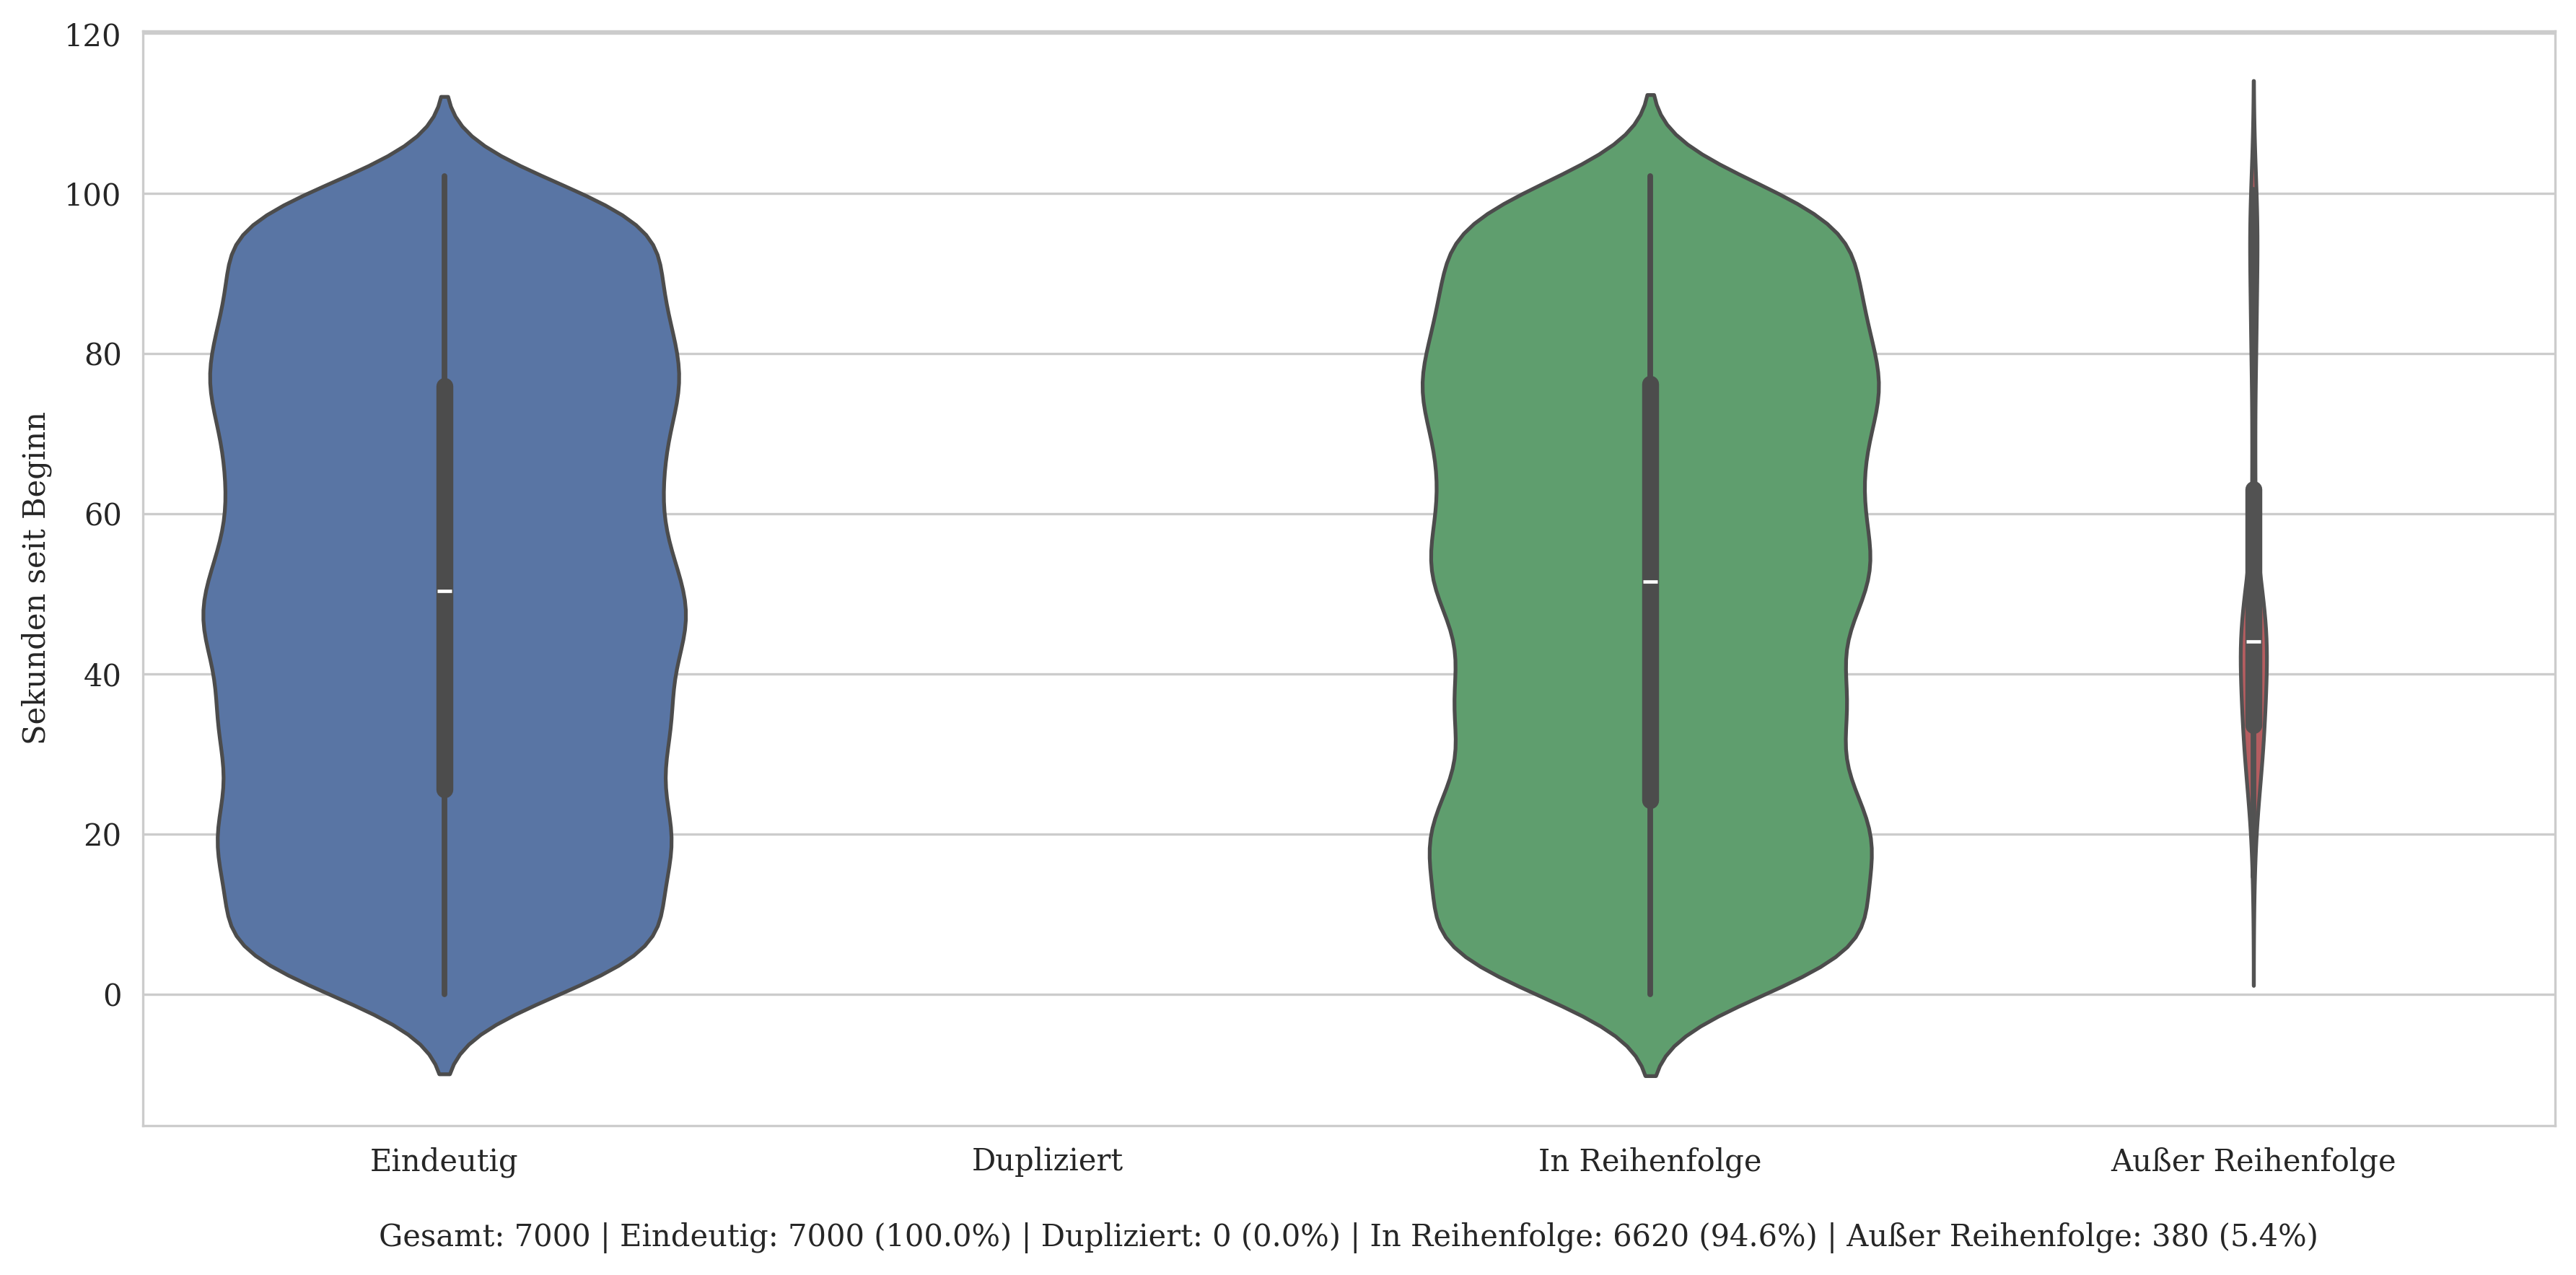 Sekunden seit Beginn
120
100
80
60
40
20
0
Eindeutig
Dupliziert
In Reihenfolge
Außer Reihenfolge
Gesamt: 7000 | Eindeutig: 7000 (100.0%) | Dupliziert: 0 (0.0%) | In Reihenfolge: 6620 (94.6%) | Außer Reihenfolge: 380 (5.4%)